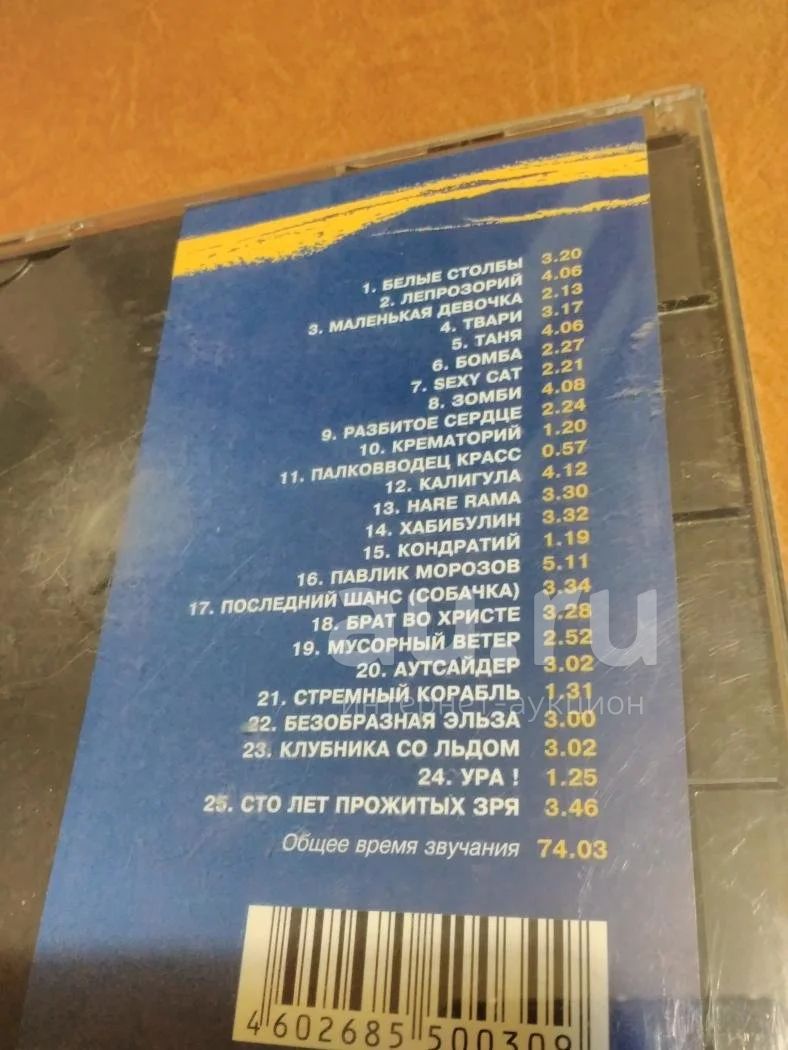 1. БЕЛЫЕ СТОЛБЫ 3.20
2. ЛЕПРОЗОРИЙ 4.06
3. МАЛЕНЬКАЯ ДЕВОЧКА 2.13
4. ТВАРИ 3.17
5. ТАНЯ 4.06
6. БОМБА 2.27
7. SEXY CAT 2.21
8. ЗОМБИ 4.08
9. РАЗБИТОЕ СЕРДЦЕ 2.24
10. КРЕМАТОРИЙ 1.20
11. ПАЛКОВВОДЕЦ КРАСС 0.57
12. КАЛИГУЛА 4.12
13. HARE RAMA 3.30
14. ХАБИБУЛИН 3.32
15. КОНДРАТИЙ 1.19
16. ПАВЛИК МОРОЗОВ 5.11
17. ПОСЛЕДНИЙ ШАНС (СОБАЧКА) 3.34
18. БРАТ ВО ХРИСТЕ 3.28
19. МУСОРНЫЙ ВЕТЕР 2.52
20. АУТСАЙДЕР 3.02
21. СТРЕМНЫЙ КОРАБЛЬ 1.31
22. БЕЗОБРАЗНАЯ ЭЛЬЗА 3.00
23. КЛУБНИКА СО ЛЬДОМ 3.02
24. УРА ! 1.25
25. СТО ЛЕТ ПРОЖИТЫХ ЗРЯ 3.46
Общее время звучания 74.03
4 602685 500309
au.ru
интернет-аукцион